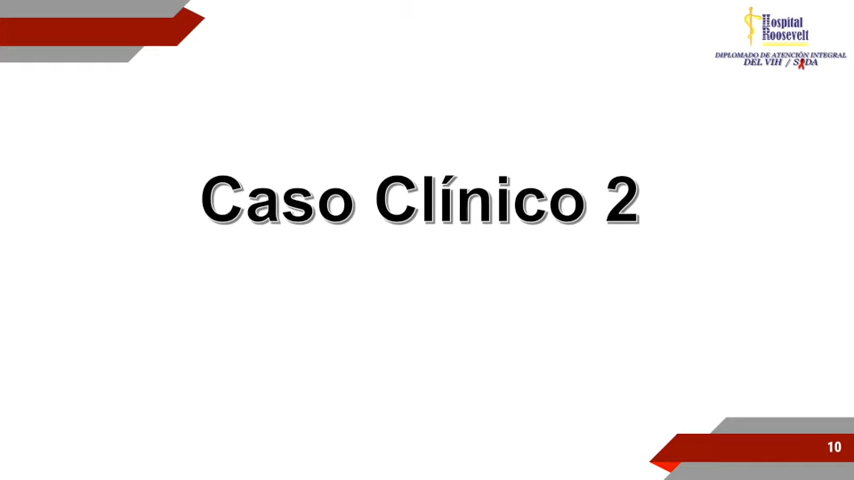 Hospital
Roosevelt
DIPLOMADO DE ATENCIÓN INTEGRAL
DEL VIH / SIDA
Caso Clínico 2
10